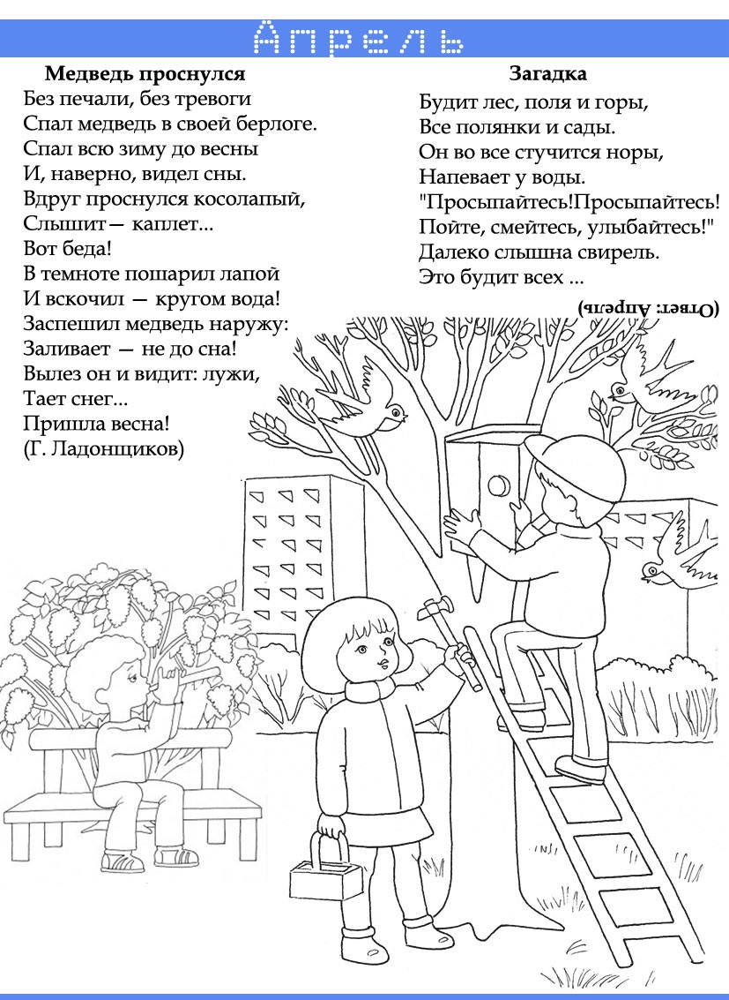 Апрель
Медведь проснулся
Без печали, без тревоги
Спал медведь в своей берлоге.
Спал всю зиму до весны
И, наверно, видел сны.
Вдруг проснулся косолапый,
Слышит— каплет...
Вот беда!
В темноте пошарил лапой
И вскочил — кругом вода!
Заспешил медведь наружу:
Заливает — не до сна!
Вылез он и видит: лужи,
Тает снег...
Пришла весна!
(Г. Ладонщиков)
Загадка
Будит лес, поля и горы,
Все полянки и сады.
Он во все стучится норы,
Напевает у воды.
"Просыпайтесь!Просыпайтесь!
Пойте, смейтесь, улыбайтесь!"
Далеко слышна свирель.
Это будит всех ...
(Ответ: Апрель)